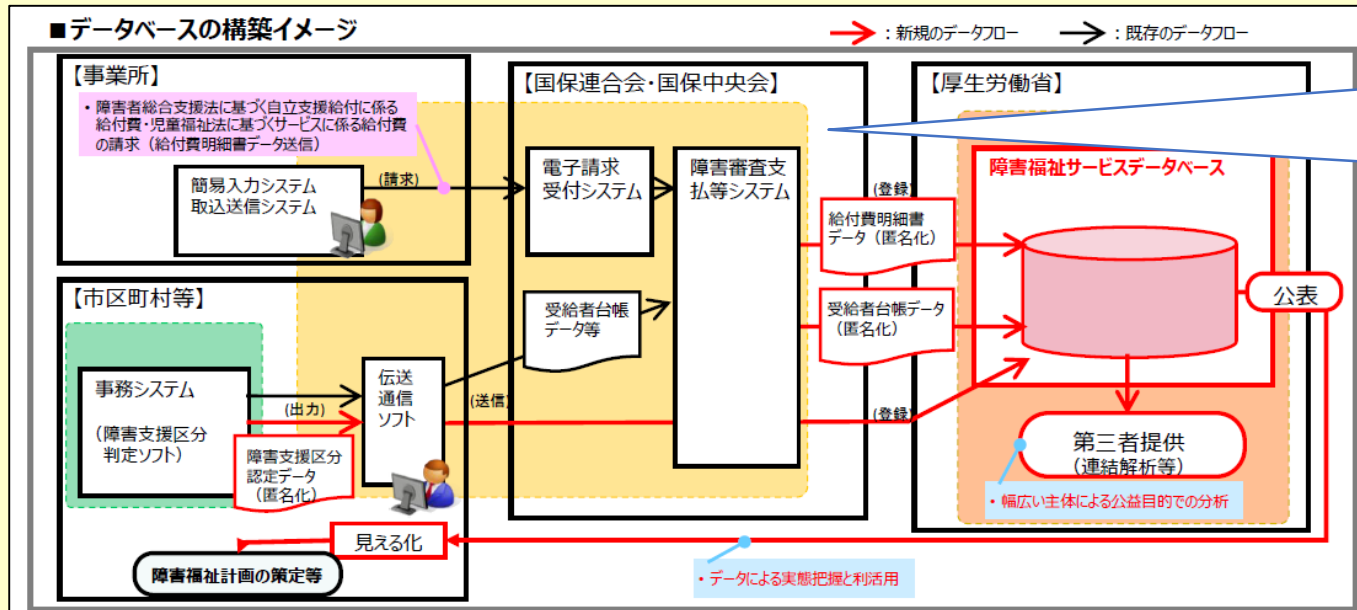 ■データベースの構築イメージ
：新規のデータフロー
：既存のデータフロー
【事業所】
・障害者総合支援法に基づく自立支援給付に係る
給付費・児童福祉法に基づくサービスに係る給付費
の請求（給付費明細書データ送信）
簡易入力システム
取込送信システム
(請求)
【国保連合会・国保中央会】
電子請求
受付システム
障害審査支
払等システム
受給者台帳
データ等
【厚生労働省】
障害福祉サービスデータベース
(登録)
給付費明細書
データ（匿名化）
受給者台帳データ
（匿名化）
(登録)
公表
第三者提供
（連結解析等）
・幅広い主体による公益目的での分析
【市区町村等】
事務システム
（障害支援区分
判定ソフト）
(出力)
障害支援区分
認定データ
（匿名化）
伝送
通信
ソフト
(送信)
見える化
障害福祉計画の策定等
・データによる実態把握と利活用